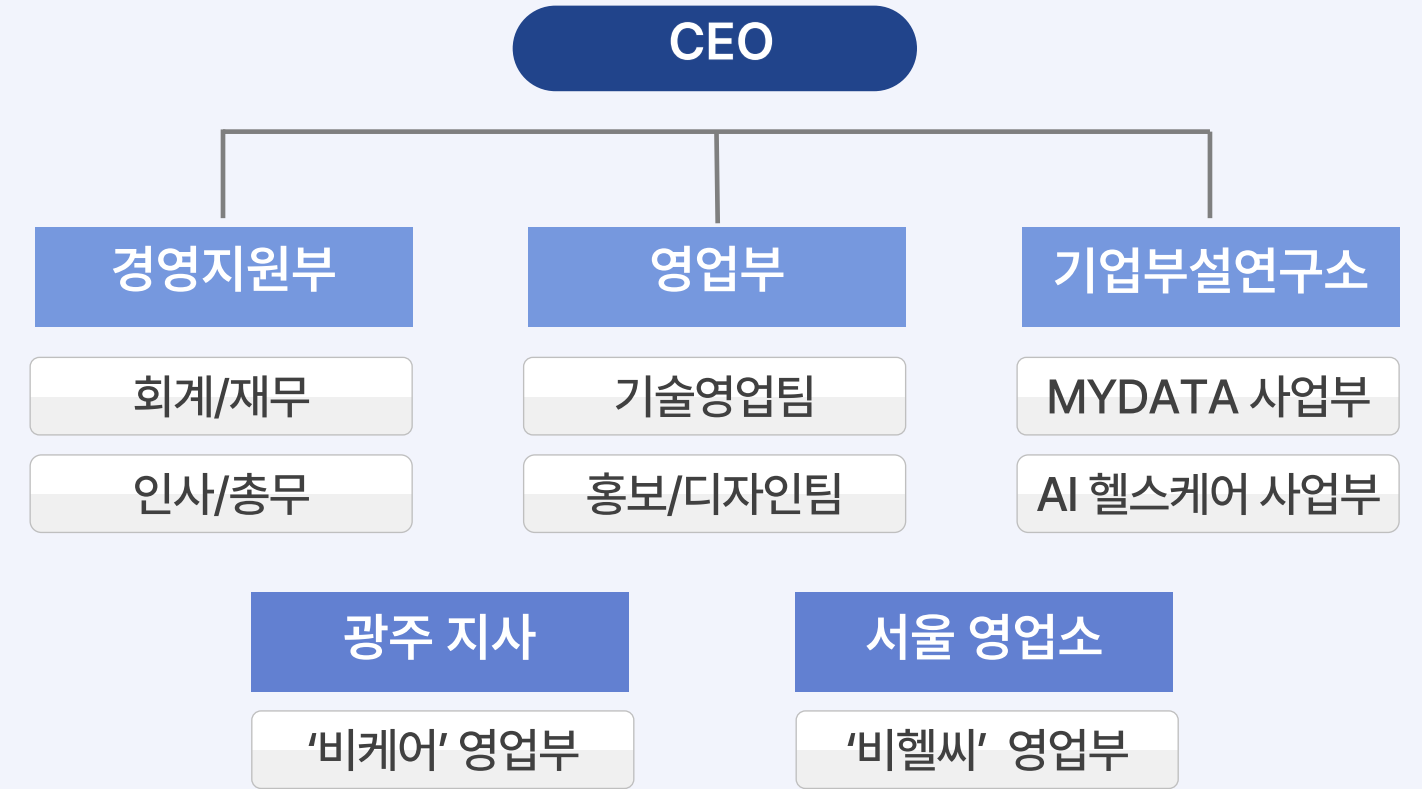 CEO
경영지원부
영업부
기업부설연구소
회계/재무
기술영업팀
MYDATA 사업부
인사/총무
홍보/디자인팀
AI 헬스케어 사업부
광주 지사
서울 영업소
‘비케어’ 영업부
‘비헬씨’ 영업부